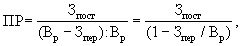 ПР= Зпост / (Вр − Зпер):Вр = Зпост / (1− Зпер / Вр) ,